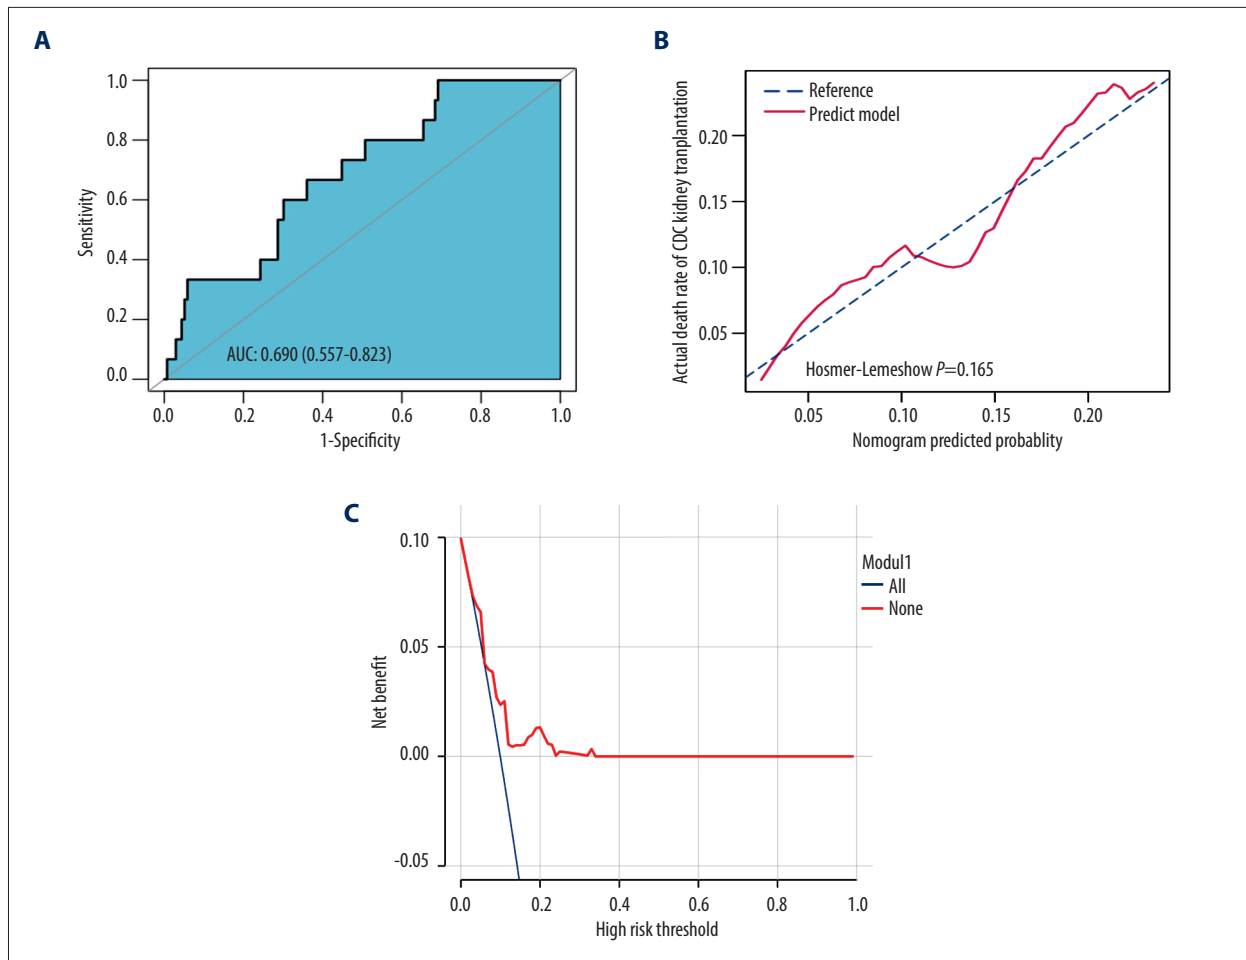 A
Sensitivity
1.0
0.8
0.6
0.4
0.2
0.0
AUC: 0.690 (0.557-0.823)
0.0 0.2 0.4 0.6 0.8 1.0
1-Specificity
B
Actual death rate of CDC kidney tranplantation
Reference
Predict model
0.20
0.15
0.10
0.05
Hosmer-Lemeshow P=0.165
0.05 0.10 0.15 0.20
Nomogram predicted probablity
C
Net benefit
0.10
0.05
0.00
-0.05
Modul1
All
None
0.0 0.2 0.4 0.6 0.8 1.0
High risk threshold